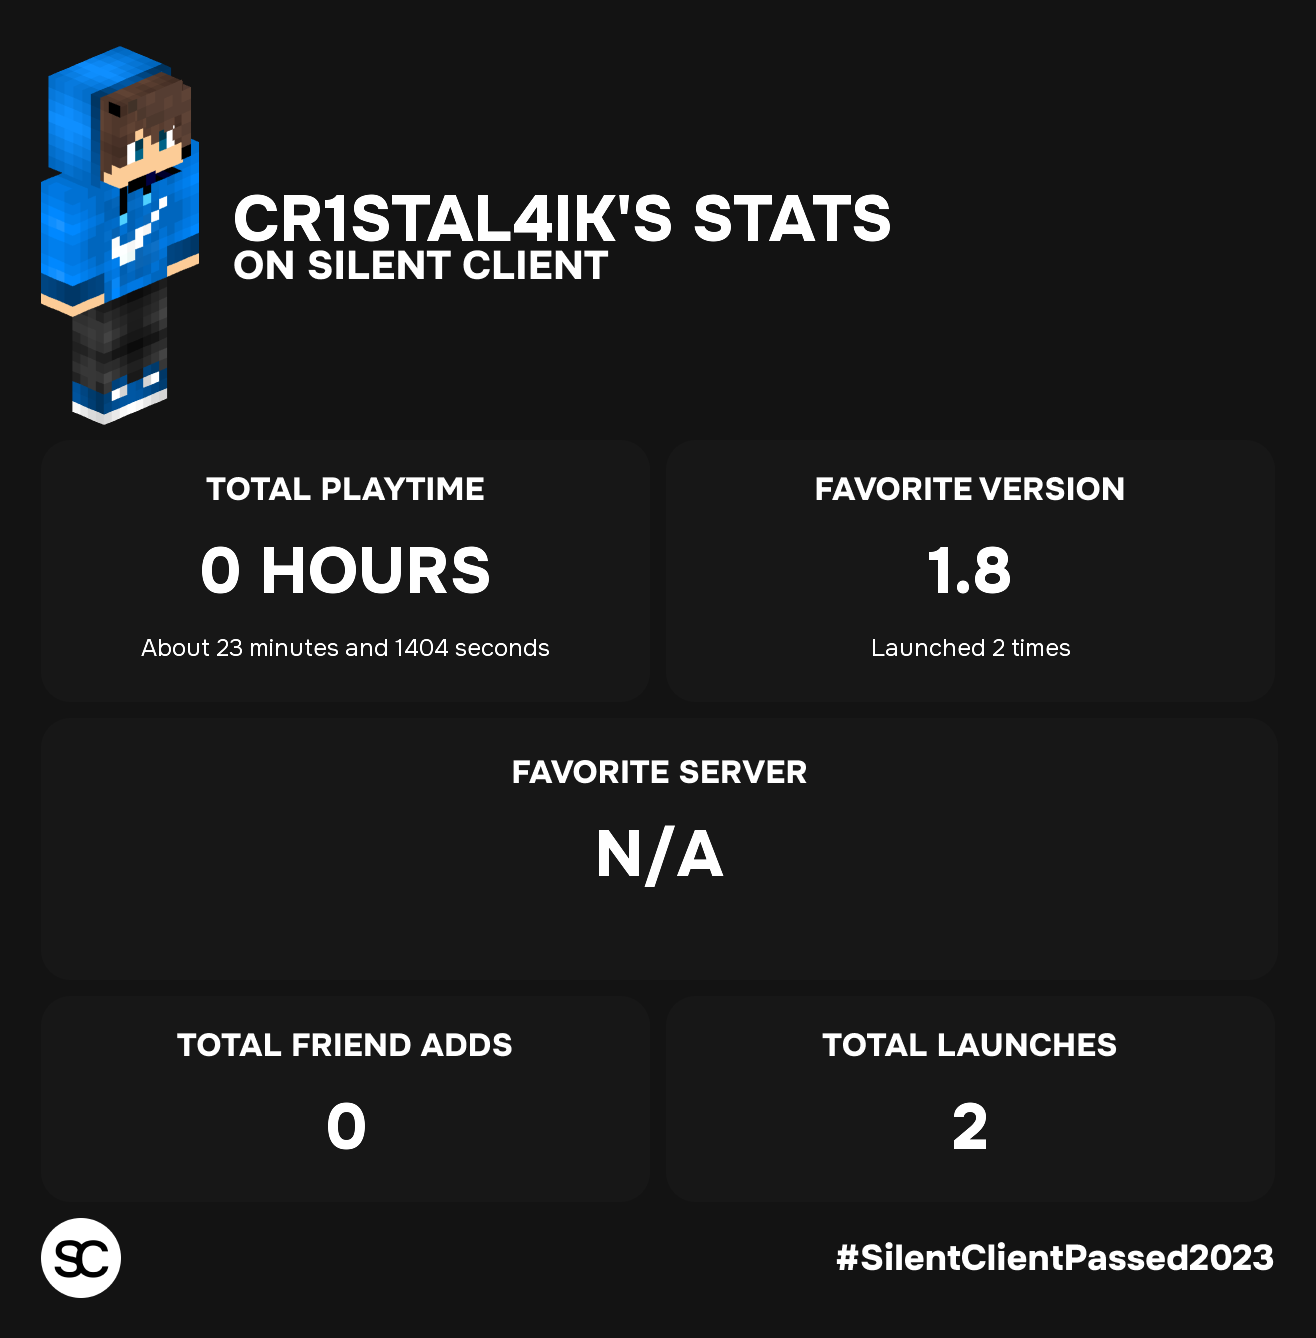 CR1STAL4IK'S STATS
ON SILENT CLIENT
TOTAL PLAYTIME
0 HOURS
About 23 minutes and 1404 seconds
FAVORITE VERSION
1.8
Launched 2 times
FAVORITE SERVER
N/A
TOTAL FRIEND ADDS
0
TOTAL LAUNCHES
2
SC
#SilentClientPassed2023